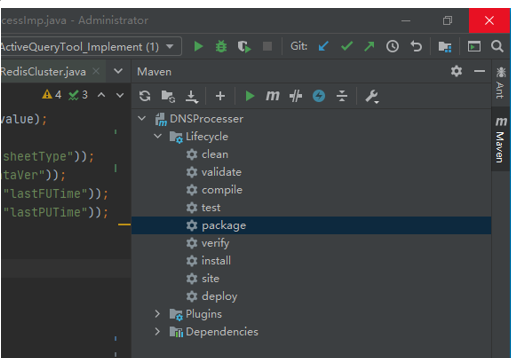 cessImp.java - Administrator
ActiveQueryTool_Implement (1)
Git:
RedisCluster.java
Maven
4 3
value);
sheetType"));
taVer"));
"lastFUTime"));
"lastPUTime"));
DNSProcesser
Lifecycle
clean
validate
compile
test
package
verify
install
site
deploy
Plugins
Dependencies
Ant
m
Maven